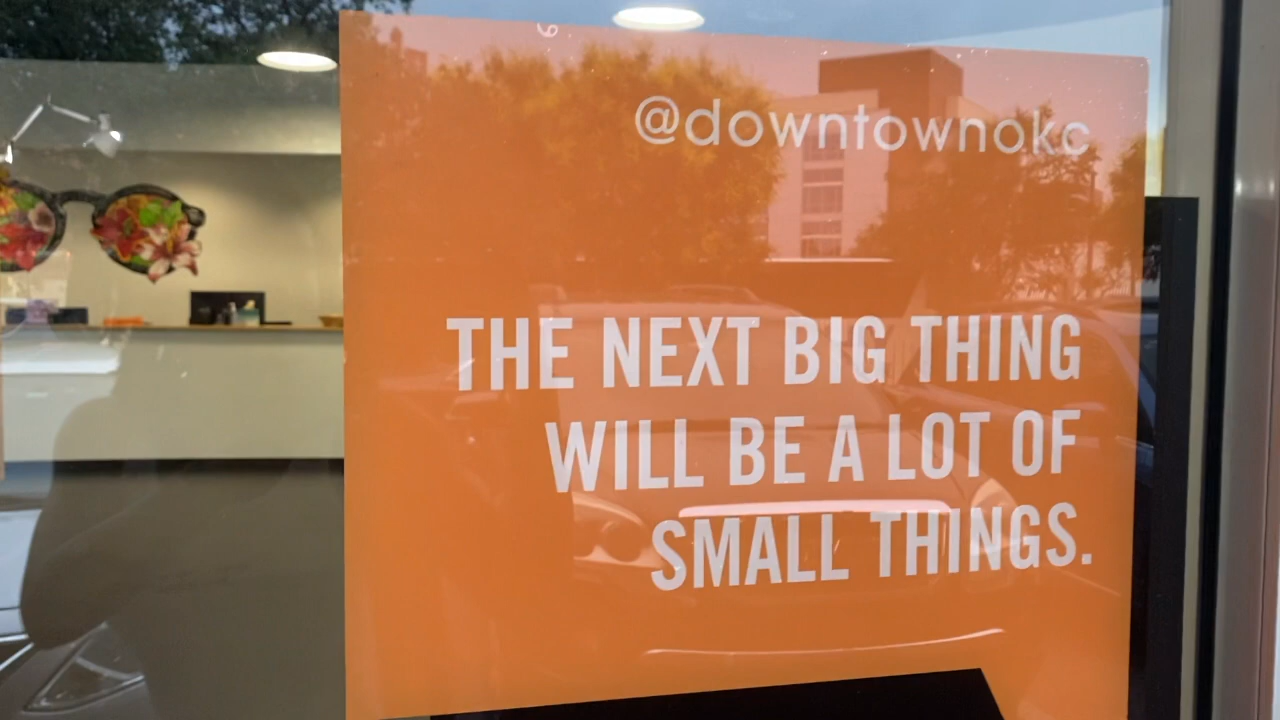 @downtownokc
THE NEXT BIG THING
WILL BE A LOT OF
SMALL THINGS.